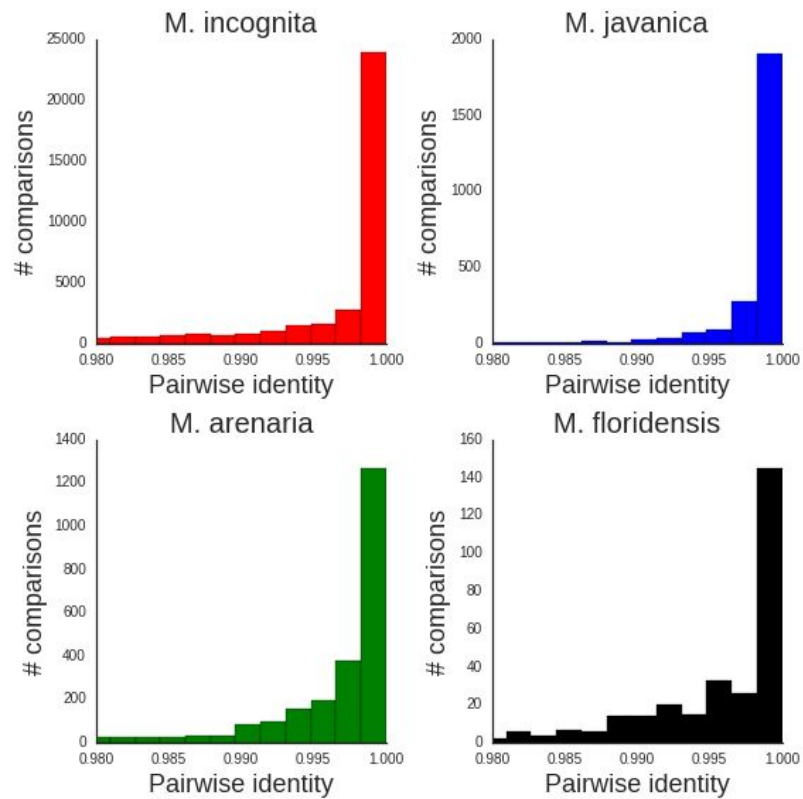 M. incognita
25000
20000
15000
10000
5000
0
# comparisons
0.980 0.985 0.990 0.995 1.000
Pairwise identity
M. javanica
2000
1500
1000
500
0
# comparisons
0.980 0.985 0.990 0.995 1.000
Pairwise identity
M. arenaria
1400
1200
1000
800
600
400
200
0
# comparisons
0.980 0.985 0.990 0.995 1.000
Pairwise identity
M. floridensis
160
140
120
100
80
60
40
20
0
# comparisons
0.980 0.985 0.990 0.995 1.000
Pairwise identity